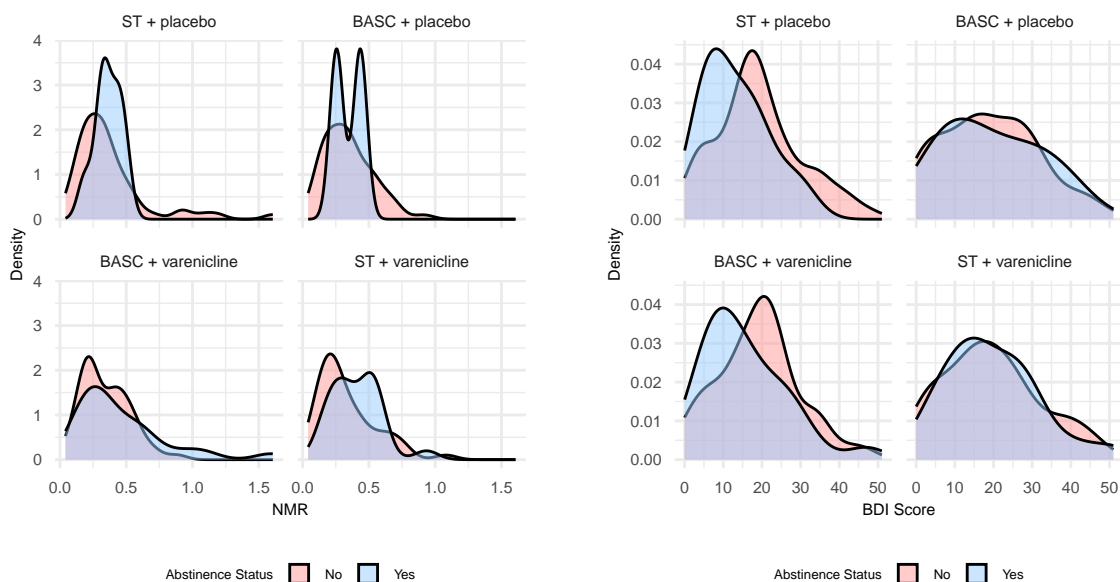 ST + placebo
BASC + placebo
4
3
2
1
0
BASC + varenicline
ST + varenicline
4
3
2
1
0
0.0 0.5 1.0 1.5
0.0 0.5 1.0 1.5
Density
NMR
Abstinence Status No Yes
ST + placebo
BASC + placebo
0.04
0.03
0.02
0.01
0.00
BASC + varenicline
ST + varenicline
0.04
0.03
0.02
0.01
0.00
0 10 20 30 40 50
0 10 20 30 40 50
Density
BDI Score
Abstinence Status No Yes